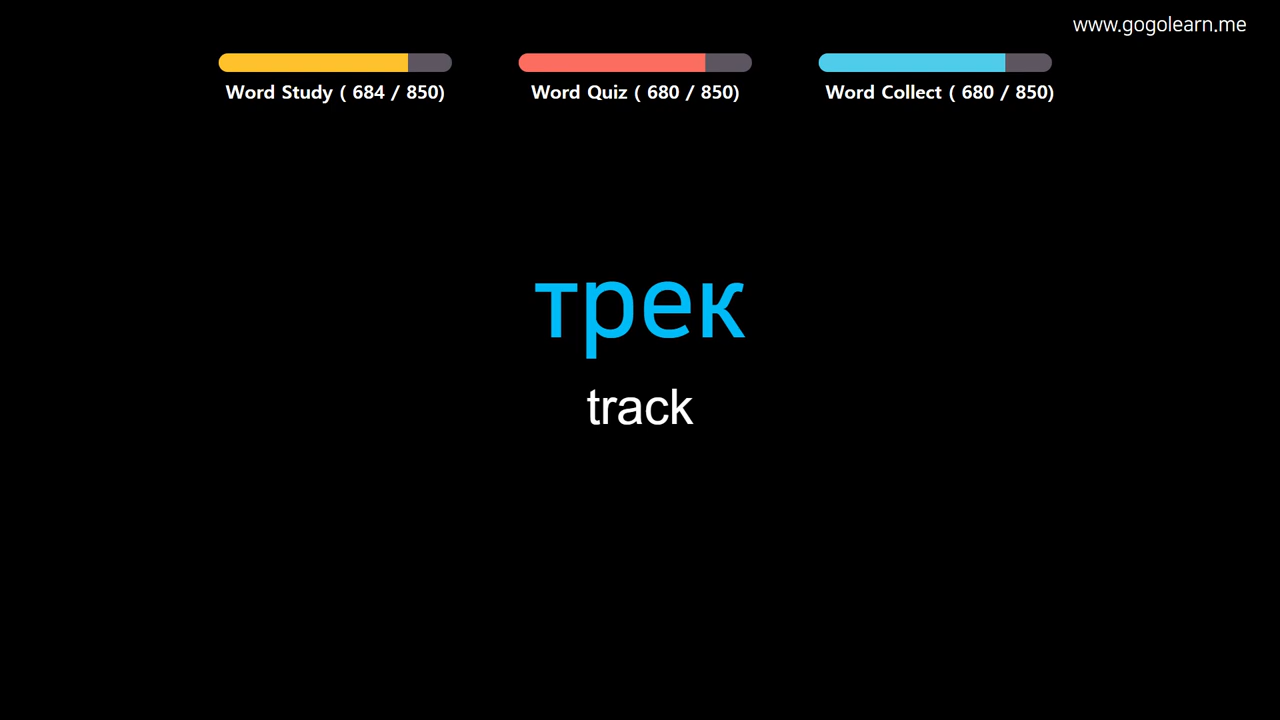 www.gogolearn.me
Word Study ( 684 / 850)
Word Quiz ( 680 / 850)
Word Collect ( 680 / 850)
трек
track